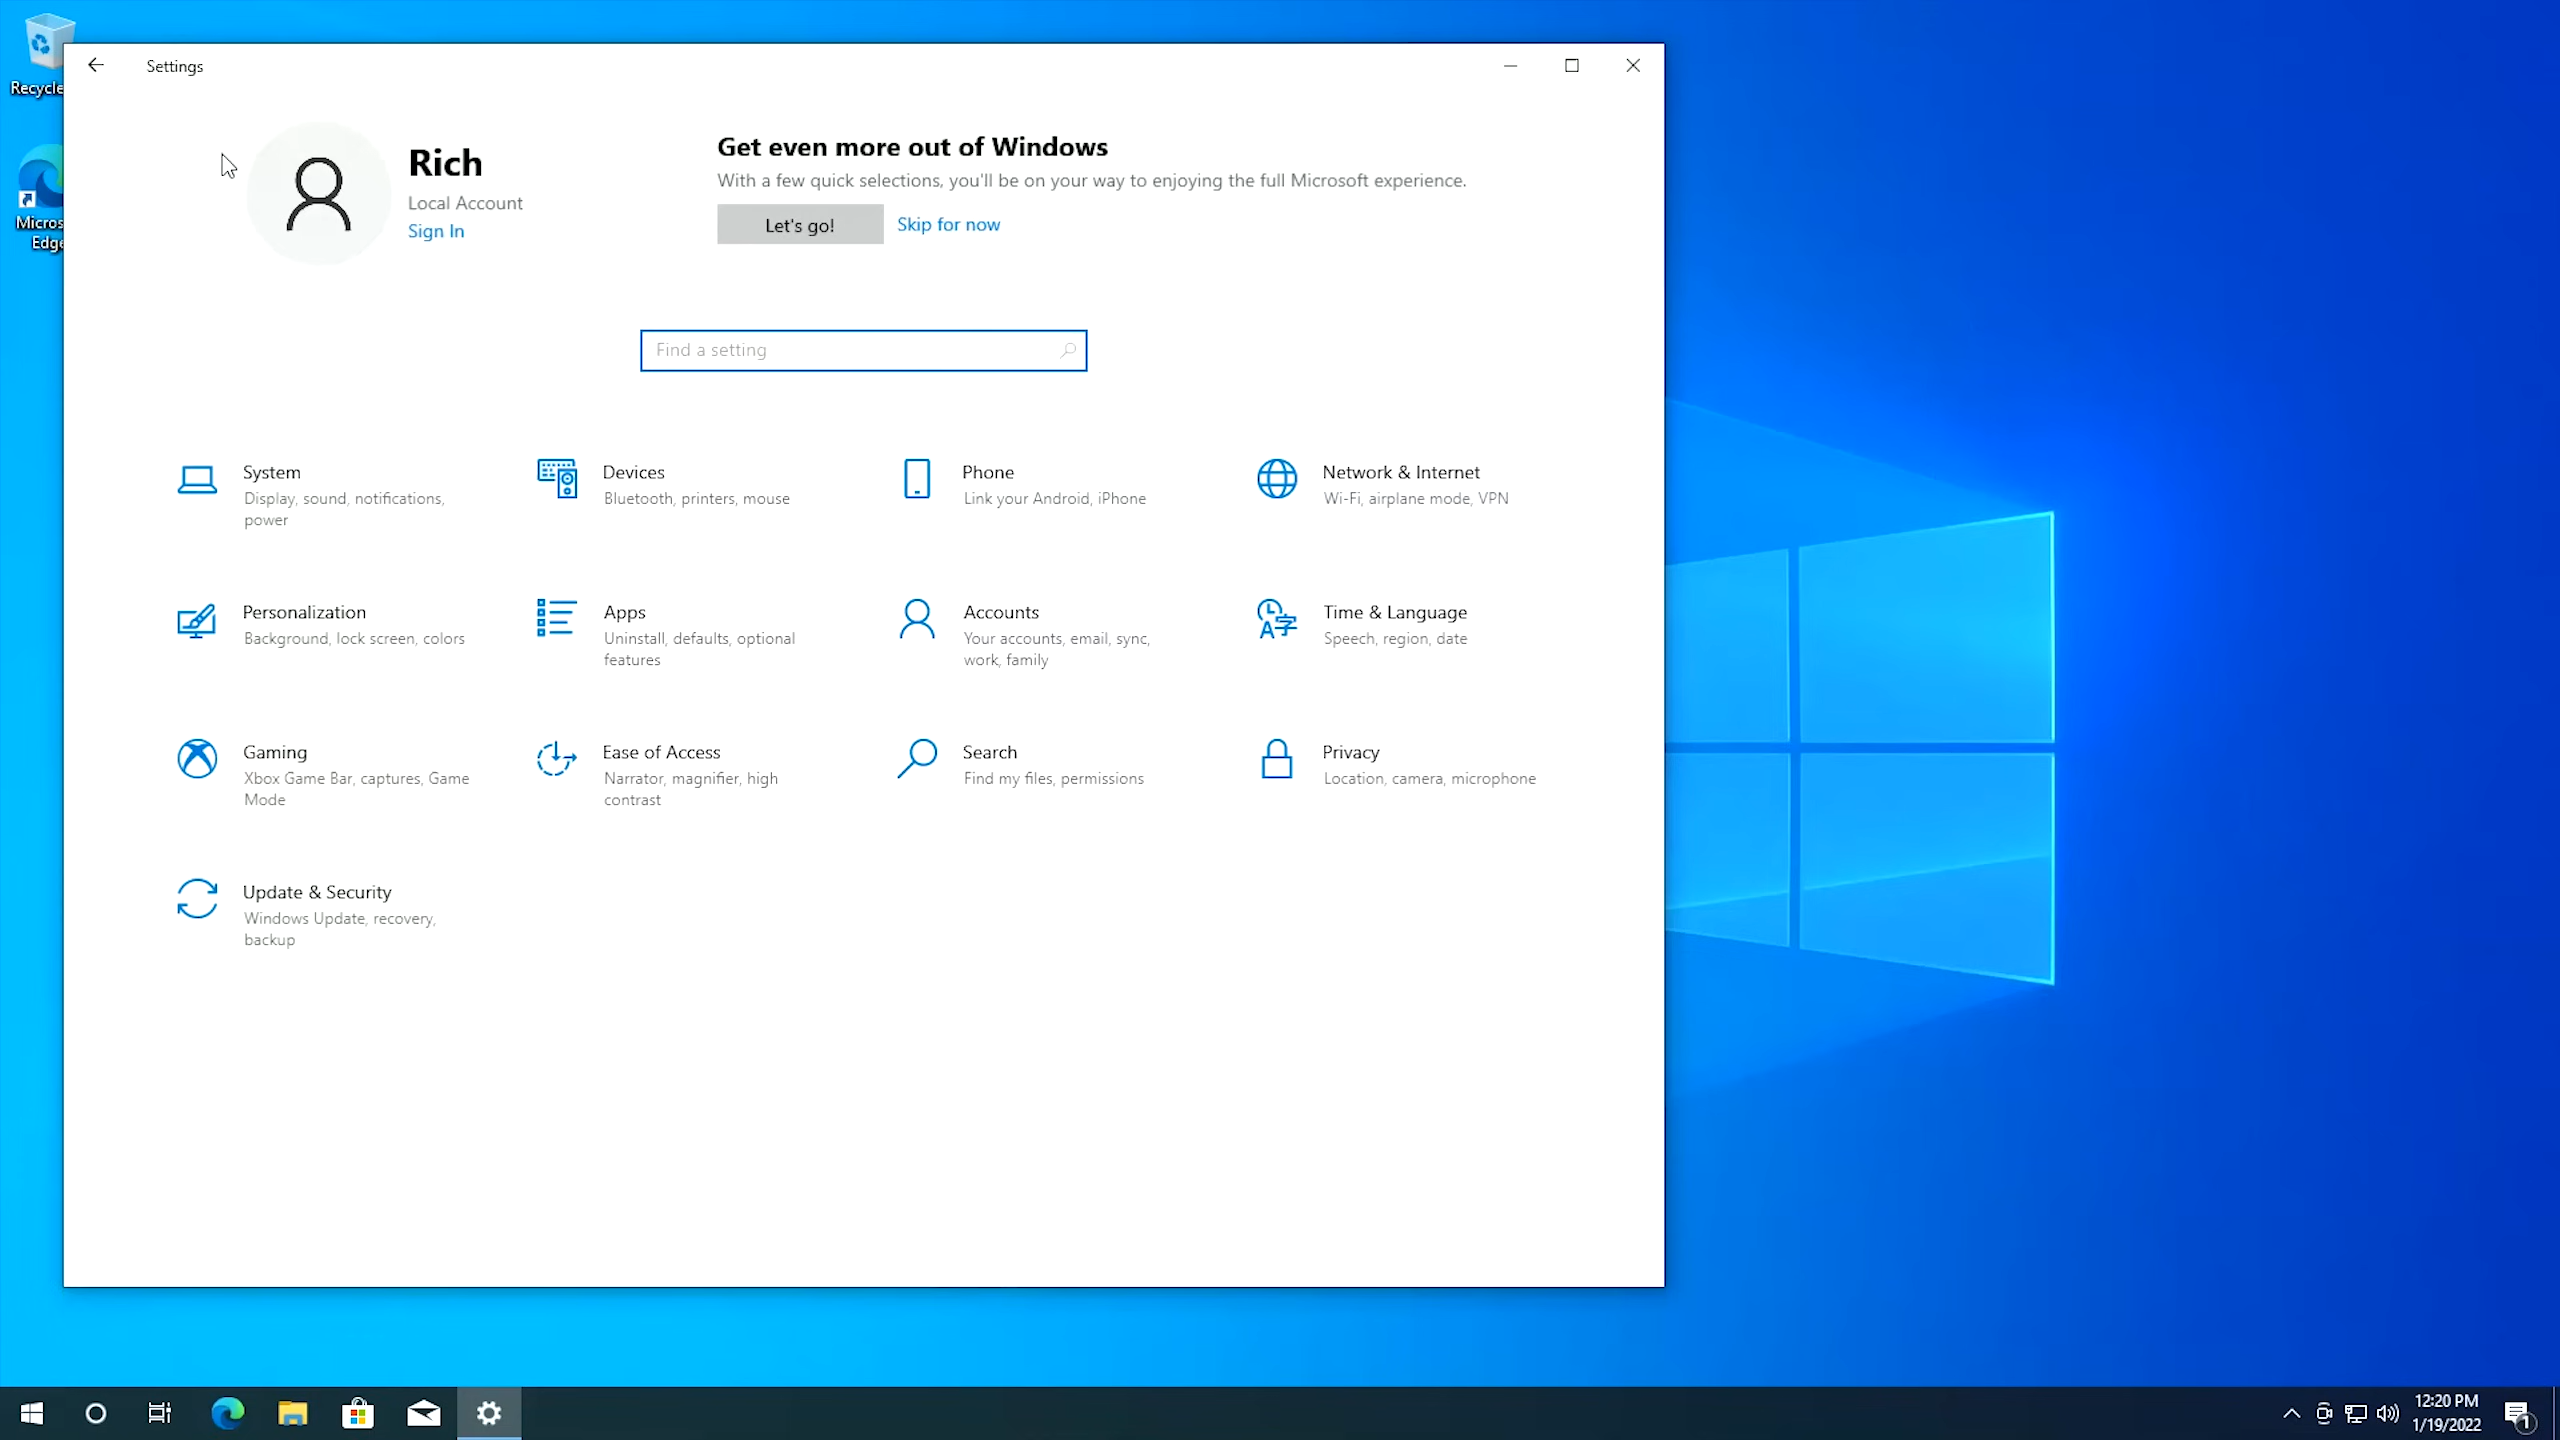 Recycle
Micros
Edge
Settings
Rich
Local Account
Sign In
Get even more out of Windows
With a few quick selections, you'll be on your way to enjoying the full Microsoft experience.
Let's go!
Skip for now
Find a setting
System
Display, sound, notifications,
power
Devices
Bluetooth, printers, mouse
Phone
Link your Android, iPhone
Network & Internet
Wi-Fi, airplane mode, VPN
Personalization
Background, lock screen, colors
Apps
Uninstall, defaults, optional
features
Accounts
Your accounts, email, sync,
work, family
Time & Language
Speech, region, date
Gaming
Xbox Game Bar, captures, Game
Mode
Ease of Access
Narrator, magnifier, high
contrast
Search
Find my files, permissions
Privacy
Location, camera, microphone
Update & Security
Windows Update, recovery,
backup
12:20 PM
1/19/2022
1